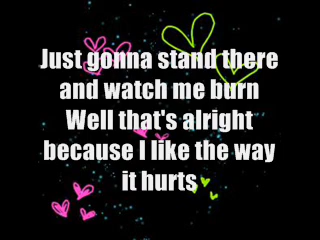 Just gonna stand there
and watch me burn
Well that's alright
because I like the way
it hurts